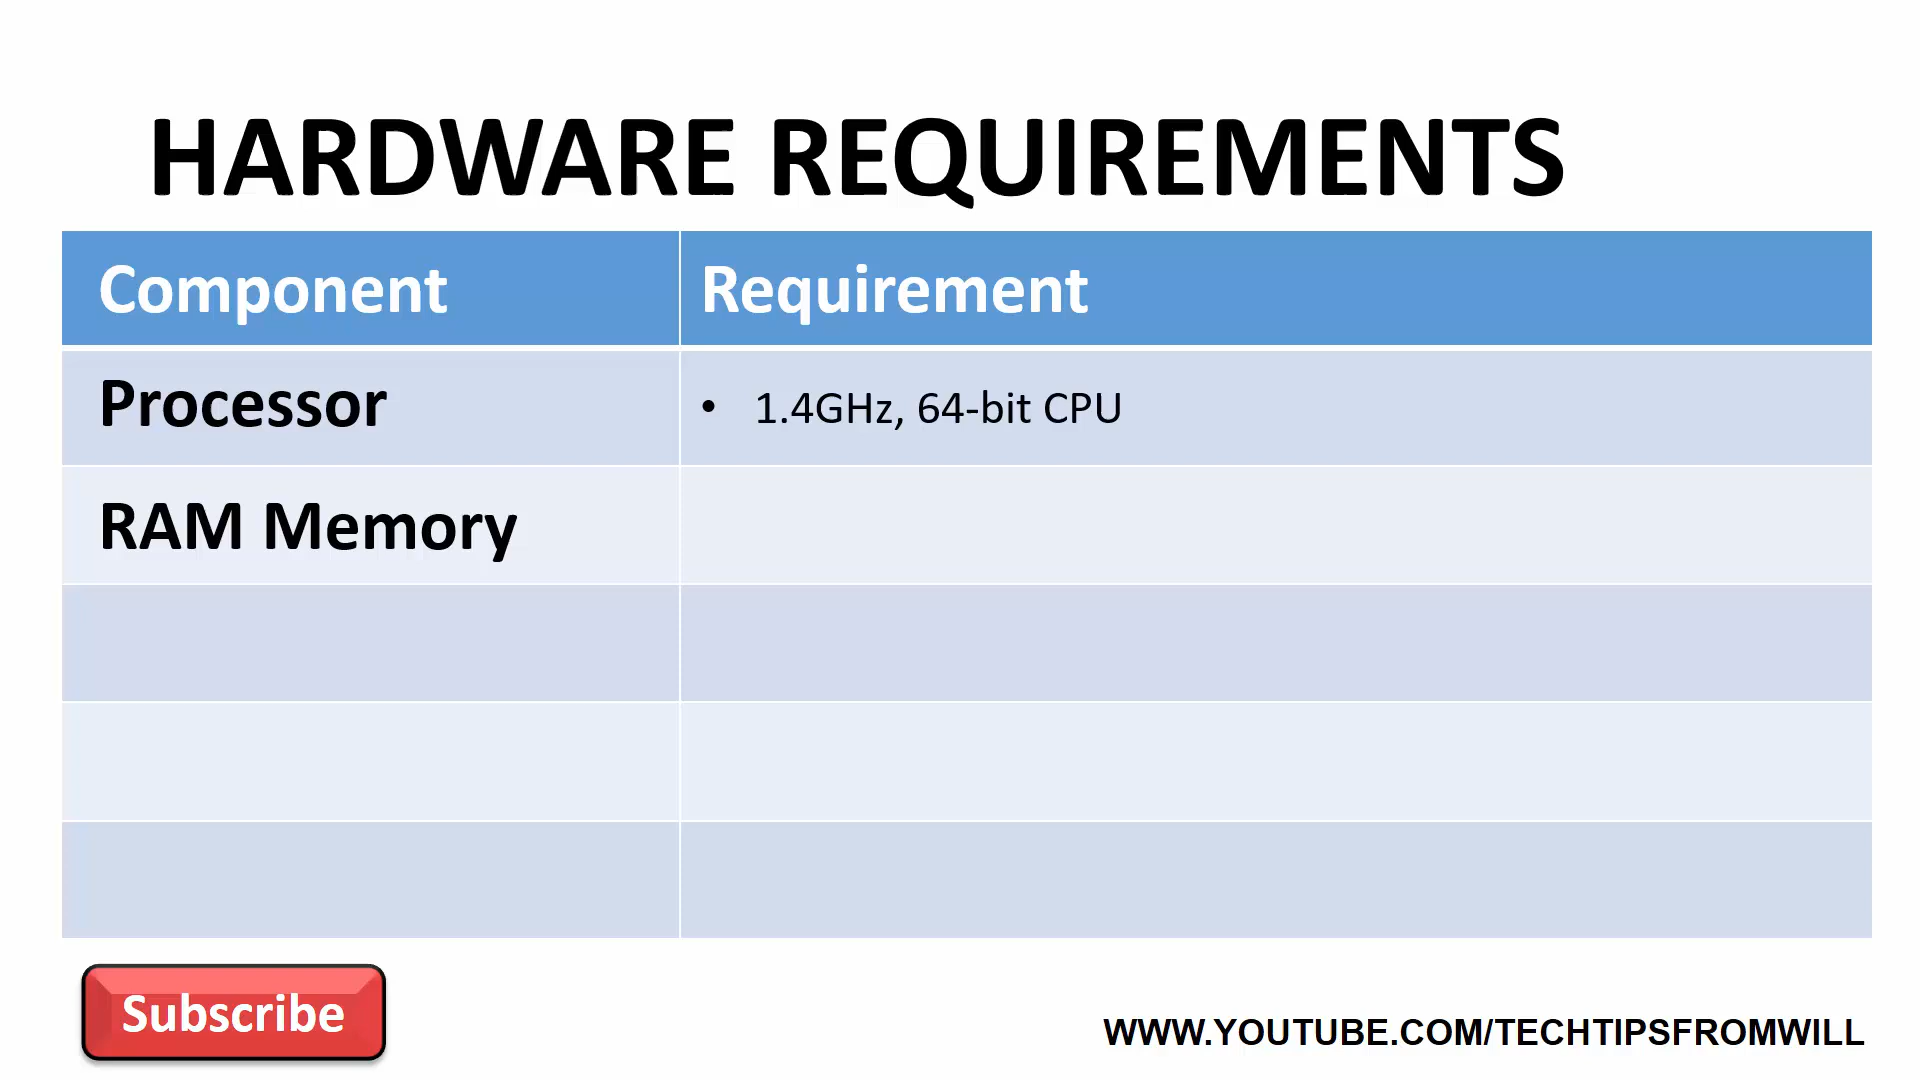 HARDWARE REQUIREMENTS
Component
Requirement
Processor
• 1.4GHz, 64-bit CPU
RAM Memory
Subscribe
WWW.YOUTUBE.COM/TECHTIPSFROMWILL